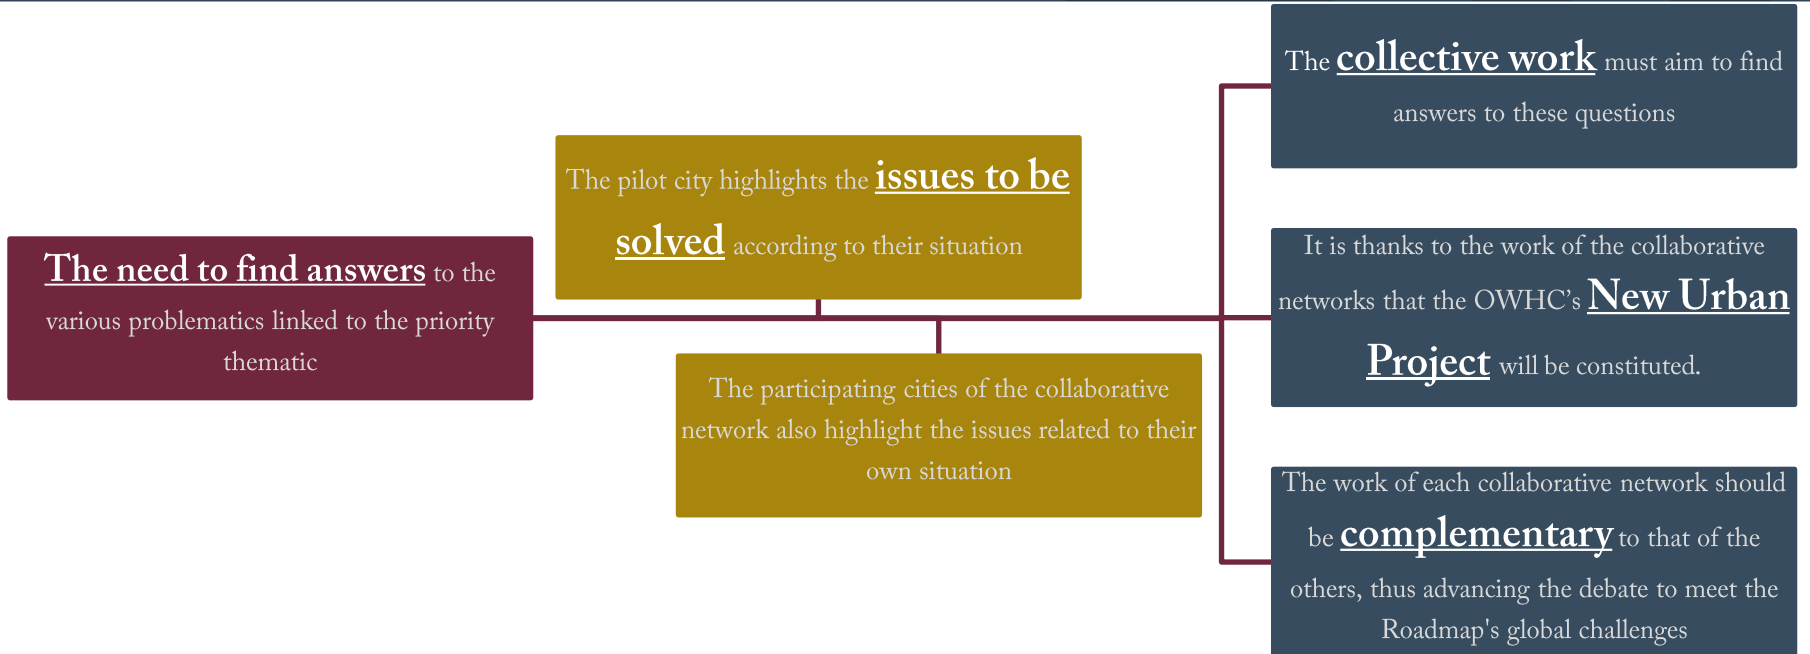 The need to find answers to the
various problematics linked to the priority
thematic
The pilot city highlights the issues to be
solved according to their situation
The participating cities of the collaborative
network also highlight the issues related to their
own situation
The collective work must aim to find
answers to these questions
It is thanks to the work of the collaborative
networks that the OWHC’s New Urban
Project will be constituted.
The work of each collaborative network should
be complementary to that of the
others, thus advancing the debate to meet the
Roadmap's global challenges